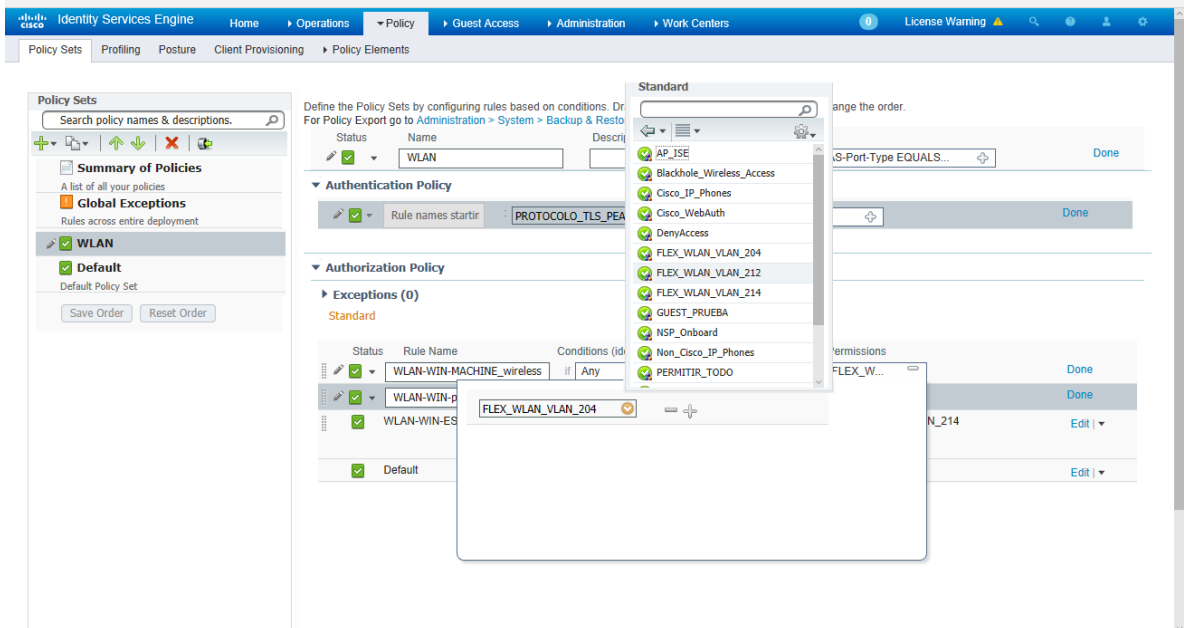 cisco Identity Services Engine Home Operations Policy Guest Access Administration Work Centers 0 License Warning
Policy Sets Profiling Posture Client Provisioning Policy Elements
Policy Sets
Search policy names & descriptions.
Summary of Policies
A list of all your policies
Global Exceptions
Rules across entire deployment
WLAN
Default
Default Policy Set
Save Order Reset Order
Define the Policy Sets by configuring rules based on conditions. ange the order.
For Policy Export go to Administration > System > Backup & Resto
Status Name Descrip
WLAN AS-Port-Type EQUALS... Done
Authentication Policy
Rule names startir : PROTOCOLO_TLS_PEA Done
Authorization Policy
Exceptions (0)
Standard
Status Rule Name Conditions (ide ermissions
WLAN-WIN-MACHINE_wireless if Any FLEX_W... Done
WLAN-WIN-p Done
WLAN-WIN-ES N_214 Edit |
Default Edit |
Standard
AP_ISE
Blackhole_Wireless_Access
Cisco_IP_Phones
Cisco_WebAuth
DenyAccess
FLEX_WLAN_VLAN_204
FLEX_WLAN_VLAN_212
FLEX_WLAN_VLAN_214
GUEST_PRUEBA
NSP_Onboard
Non_Cisco_IP_Phones
PERMITIR_TODO
FLEX_WLAN_VLAN_204